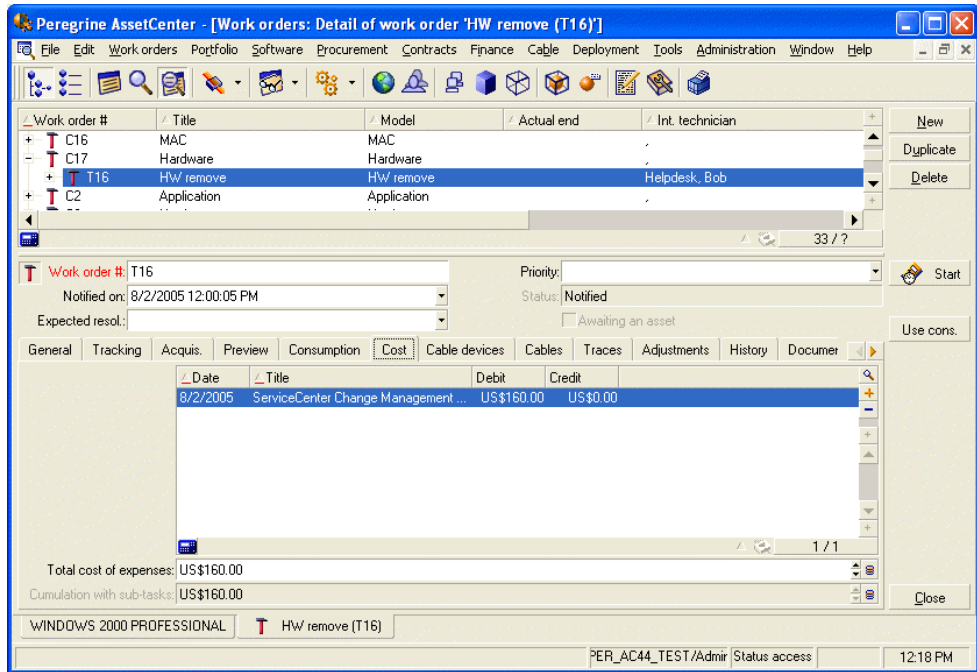 Peregrine AssetCenter - [Work orders: Detail of work order 'HW remove (T16)']
File Edit Work orders Portfolio Software Procurement Contracts Finance Cable Deployment Tools Administration Window Help
Work order # Title Model Actual end Int. technician
C16 MAC MAC ,
C17 Hardware Hardware ,
T16 HW remove HW remove Helpdesk, Bob
C2 Application Application ,
33 / ?
New
Duplicate
Delete
Work order #: T16 Priority:
Start
Notified on: 8/2/2005 12:00:05 PM Status: Notified
Expected resol.: Awaiting an asset
Use cons.
General Tracking Acquis. Preview Consumption Cost Cable devices Cables Traces Adjustments History Documer
Date Title Debit Credit
8/2/2005 ServiceCenter Change Management ... US$160.00 US$0.00
1 / 1
Total cost of expenses: US$160.00
Cumulation with sub-tasks: US$160.00
Close
WINDOWS 2000 PROFESSIONAL HW remove (T16)
PER_AC44_TEST/Admir Status access 12:18 PM